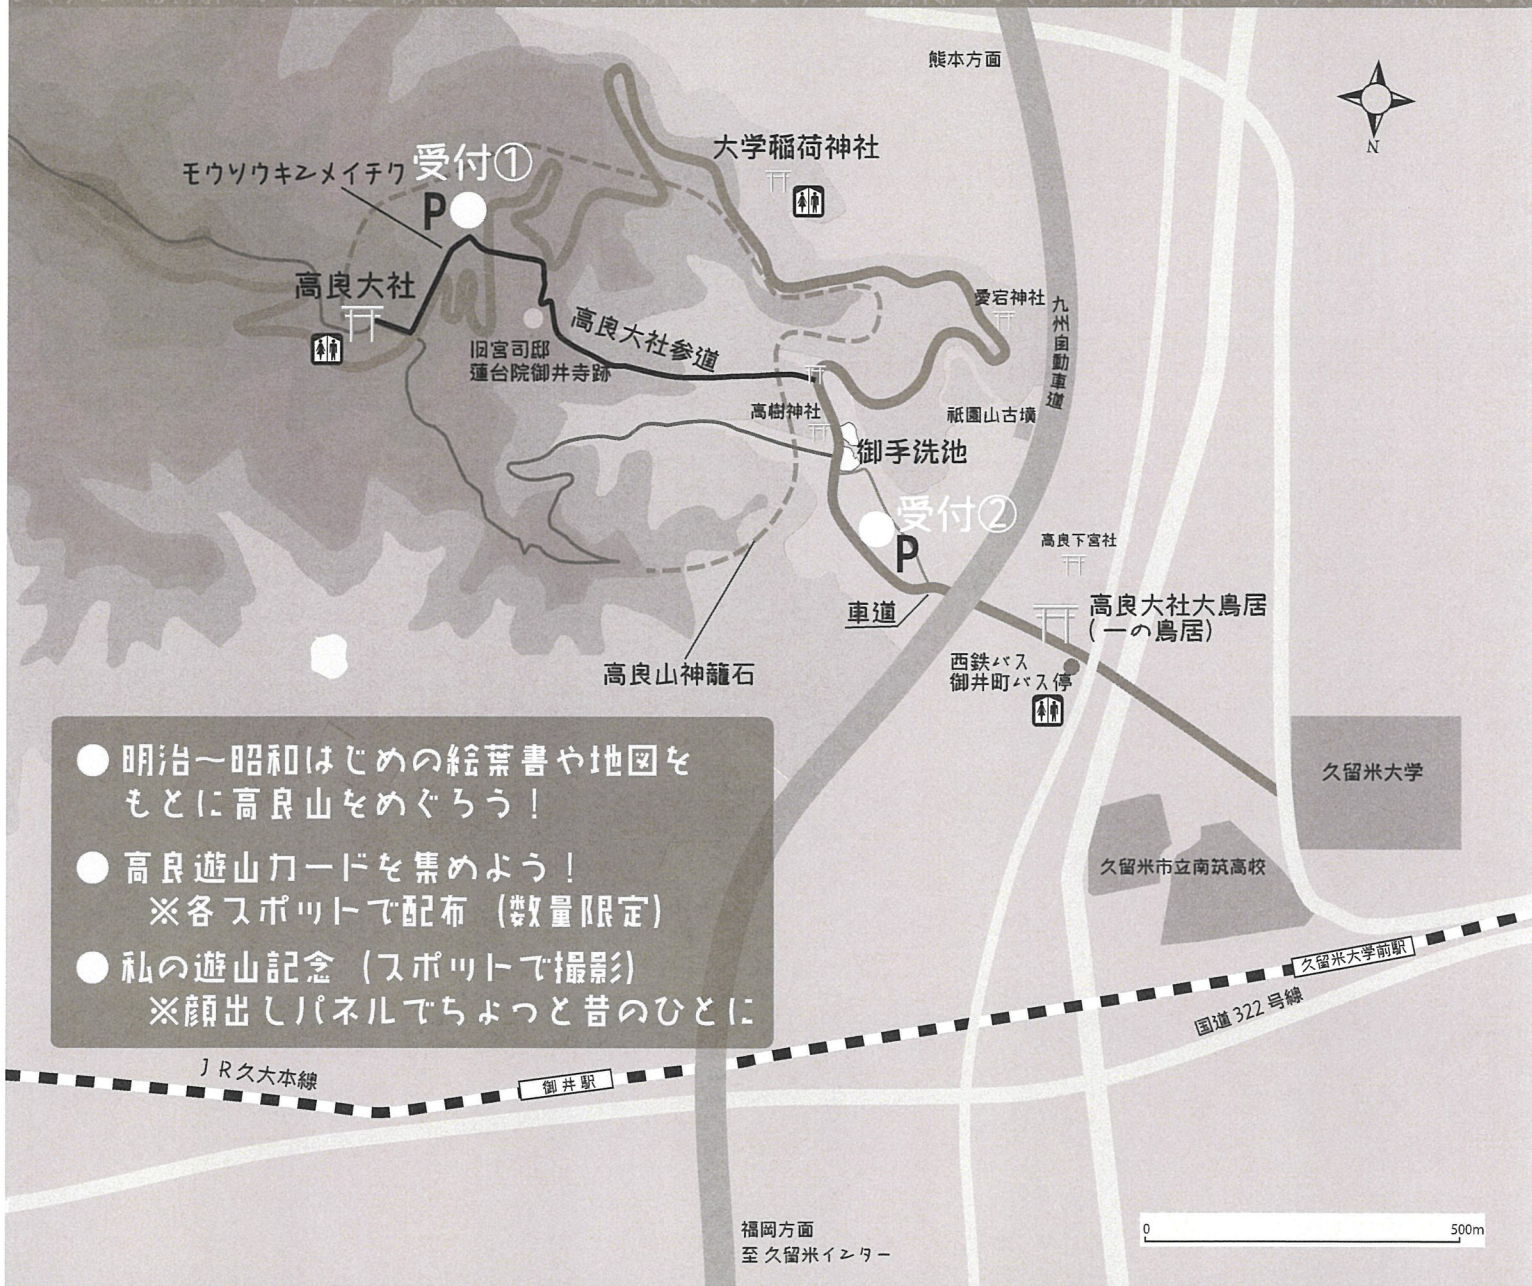 熊本方面
N
大学稲荷神社
モウソウキンメイチク
受付①
P
高良大社
愛宕神社
九州自動車道
高良大社参道
旧宮司邸
蓮台院御井寺跡
高樹神社
祇園山古墳
御手洗池
受付②
P
高良下宮社
車道
高良大社大鳥居
(一の鳥居)
西鉄バス
御井町バス停
高良山神籠石
● 明治～昭和はじめの絵葉書や地図を
もとに高良山をめぐろう！
● 高良遊山カードを集めよう！
※各スポットで配布 (数量限定)
● 私の遊山記念 (スポットで撮影)
※顔出しパネルでちょっと昔のひとに
久留米大学
久留米市立南筑高校
久留米大学前駅
国道322号線
JR久大本線
御井駅
福岡方面
至 久留米インター
0 500m